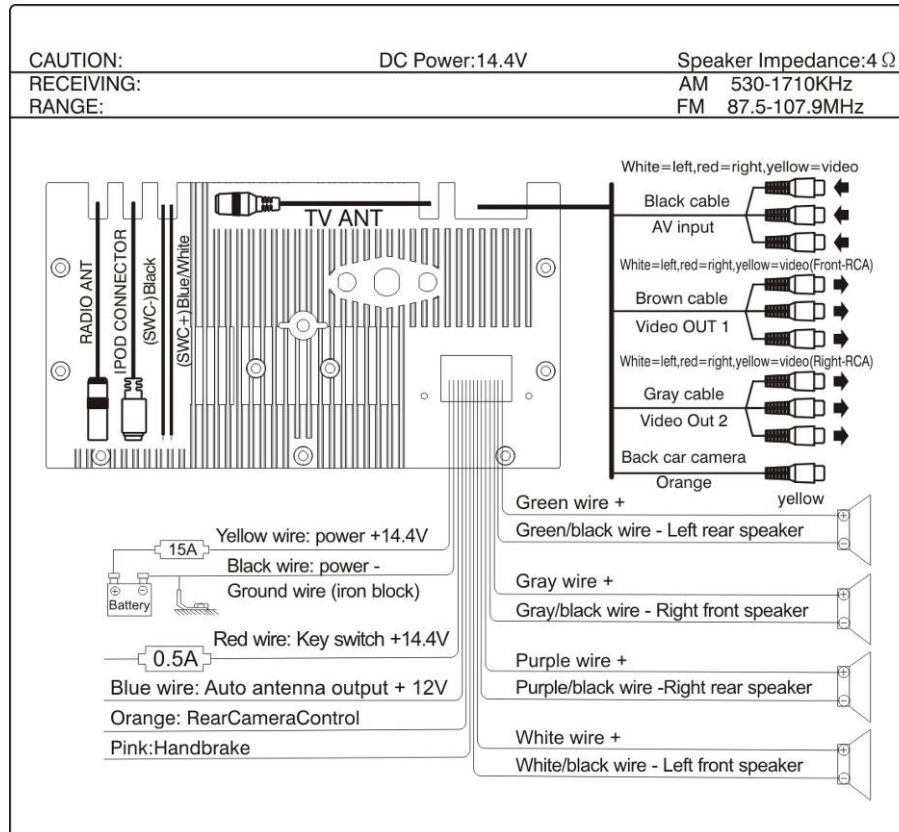 CAUTION: DC Power:14.4V Speaker Impedance:4 Ω
RECEIVING: AM 530-1710KHz
RANGE: FM 87.5-107.9MHz
White=left,red=right,yellow=video
Black cable
AV input
TV ANT
RADIO ANT
IPOD CONNECTOR
(SWC-)Black
(SWC+)Blue/White
White=left,red=right,yellow=video(Front-RCA)
Brown cable
Video OUT 1
White=left,red=right,yellow=video(Right-RCA)
Gray cable
Video Out 2
Back car camera
Orange
yellow
Green wire +
Green/black wire - Left rear speaker
Gray wire +
Gray/black wire - Right front speaker
Purple wire +
Purple/black wire -Right rear speaker
White wire +
White/black wire - Left front speaker
Yellow wire: power +14.4V
15A
Black wire: power -
Ground wire (iron block)
Battery
Red wire: Key switch +14.4V
0.5A
Blue wire: Auto antenna output + 12V
Orange: RearCameraControl
Pink:Handbrake